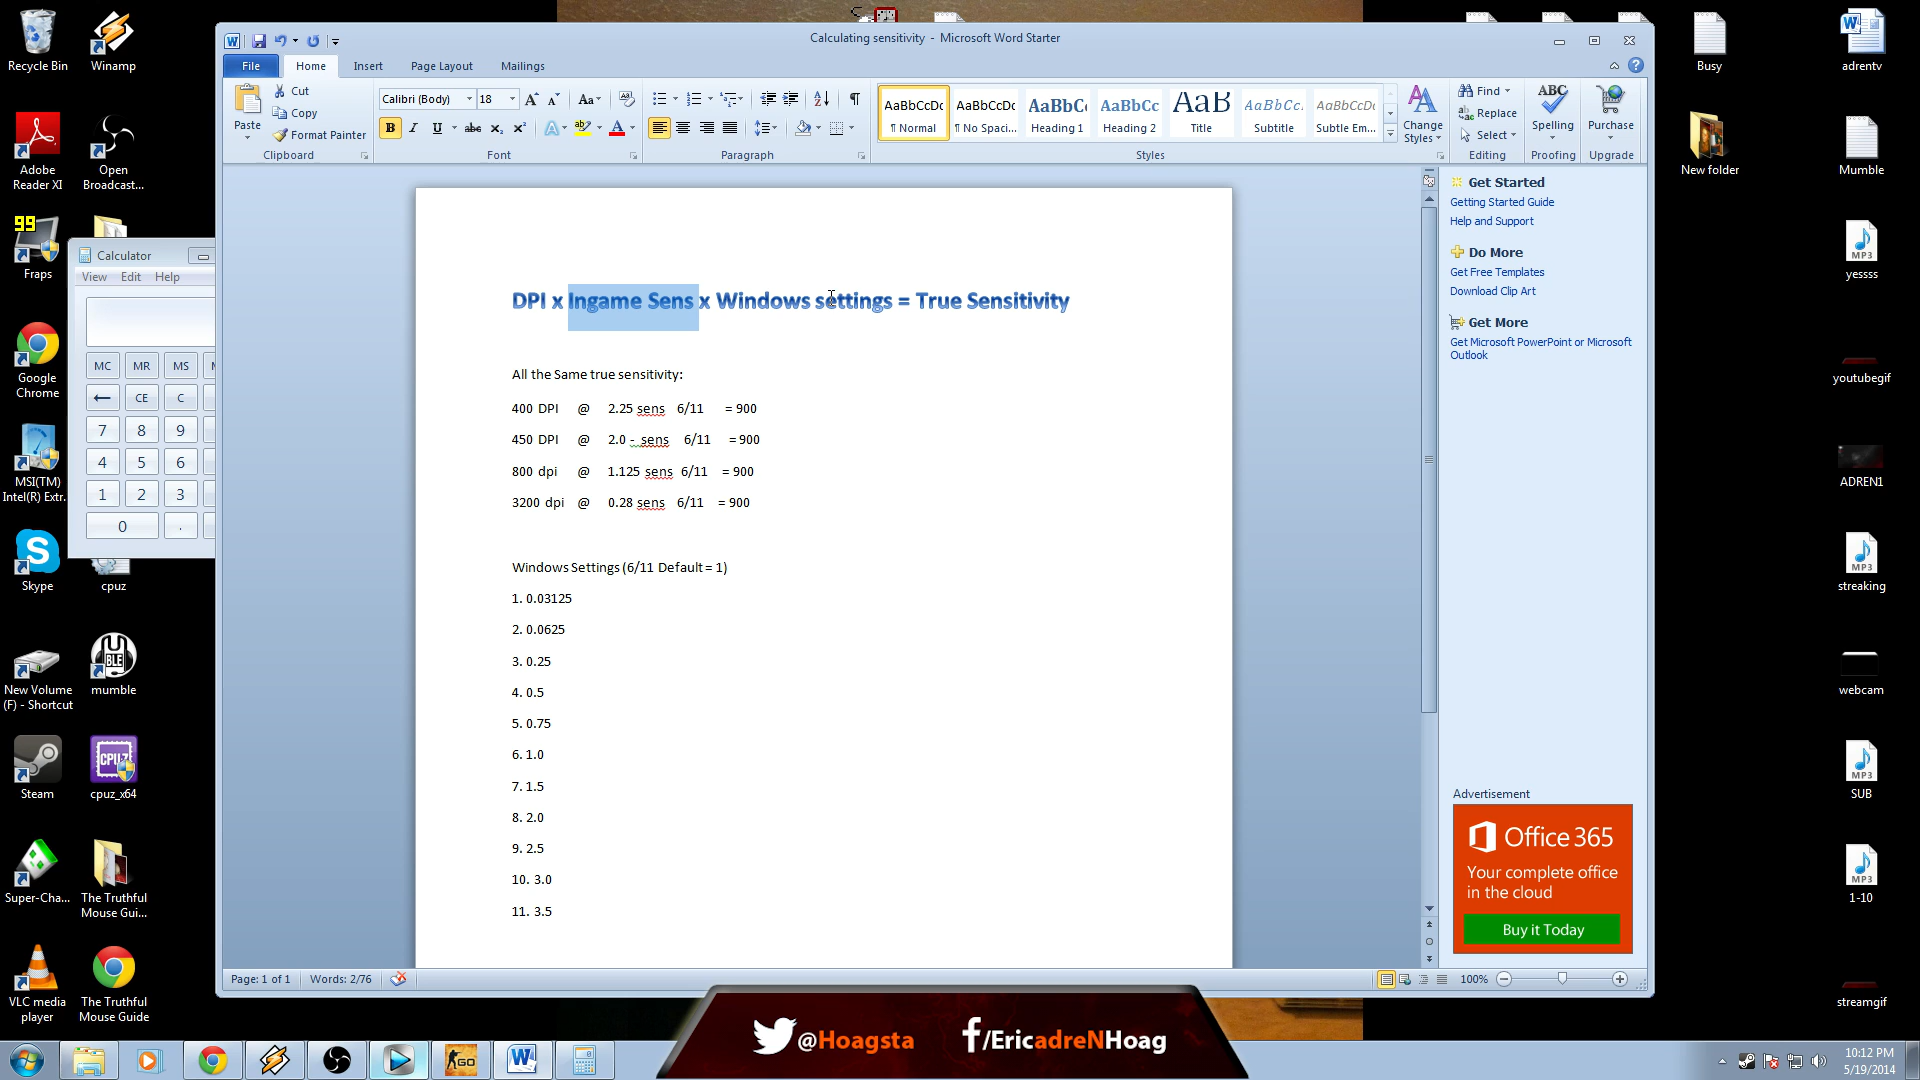 Recycle Bin
Winamp
Adobe Reader XI
Open Broadcast...
99
Fraps
Google Chrome
MSI(TM) Intel(R) Extr...
Skype
cpuz
New Volume (F) - Shortcut
mumble
Steam
CPUZ
cpuz_x64
Super-Cha...
The Truthful Mouse Gui...
VLC media player
The Truthful Mouse Guide
Calculator
View Edit Help
MC MR MS
CE C
7 8 9
4 5 6
1 2 3
0 .
Calculating sensitivity - Microsoft Word Starter
File Home Insert Page Layout Mailings
Paste
Cut
Copy
Format Painter
Clipboard
Calibri (Body) 18
Font
Paragraph
AaBbCcDc AaBbCcDc AaBbCc AaBbCc AaB AaBbCc. AaBbCcDc
¶ Normal ¶ No Spaci... Heading 1 Heading 2 Title Subtitle Subtle Em...
Styles
Change Styles
Find
Replace
Select
Editing
ABC
Spelling
Proofing
Purchase
Upgrade
DPI x Ingame Sens x Windows settings = True Sensitivity
All the Same true sensitivity:
400 DPI @ 2.25 sens 6/11 = 900
450 DPI @ 2.0 - sens 6/11 = 900
800 dpi @ 1.125 sens 6/11 = 900
3200 dpi @ 0.28 sens 6/11 = 900
Windows Settings (6/11 Default = 1)
1. 0.03125
2. 0.0625
3. 0.25
4. 0.5
5. 0.75
6. 1.0
7. 1.5
8. 2.0
9. 2.5
10. 3.0
11. 3.5
Get Started
Getting Started Guide
Help and Support
Do More
Get Free Templates
Download Clip Art
Get More
Get Microsoft PowerPoint or Microsoft
Outlook
Advertisement
Office 365
Your complete office
in the cloud
Buy it Today
Page: 1 of 1 Words: 2/76
100%
Busy
New folder
adrentv
Mumble
yessss
youtubegif
ADREN1
streaking
webcam
SUB
1-10
streamgif
@Hoagsta f/EricadreNHoag
10:12 PM
5/19/2014